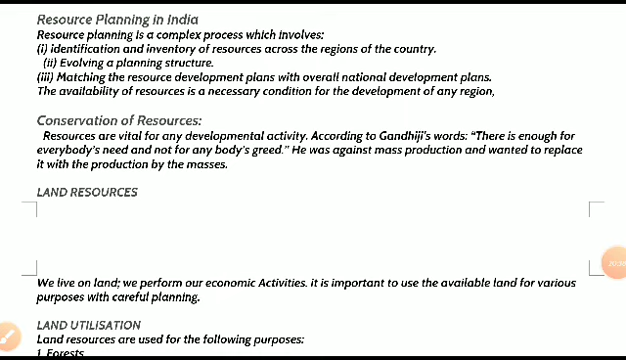 Resource Planning in India
Resource planning is a complex process which involves:
(i) identification and inventory of resources across the regions of the country.
(ii) Evolving a planning structure.
(iii) Matching the resource development plans with overall national development plans.
The availability of resources is a necessary condition for the development of any region,
Conservation of Resources:
Resources are vital for any developmental activity. According to Gandhiji's words: “There is enough for
everybody's need and not for any body's greed.” He was against mass production and wanted to replace
it with the production by the masses.
LAND RESOURCES
We live on land; we perform our economic Activities. it is important to use the available land for various
purposes with careful planning.
LAND UTILISATION
Land resources are used for the following purposes:
1. Forests